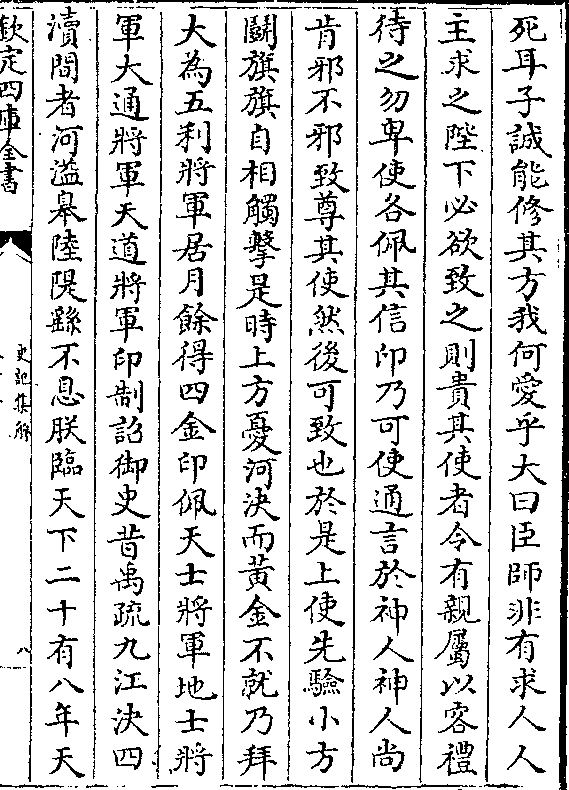 死耳子誠能修其方我何愛乎大曰臣師非有求人人
主求之陛下必欲致之則貴其使者令有親屬以客禮
待之勿卑使各佩其信印乃可使通言於神人神人尚
肯邪不邪致尊其使然後可致也於是上使先驗小方
鬭旗旗自相觸擊是時上方憂河決而黃金不就乃拜
大為五利將軍居月餘得四金印佩天士將軍地士將
軍大通將軍天道將軍印制詔御史昔禹疏九江決四
瀆間者河溢臯陸隄繇不息朕臨天下二十有八年天
欽定四庫全書
史記集解
八